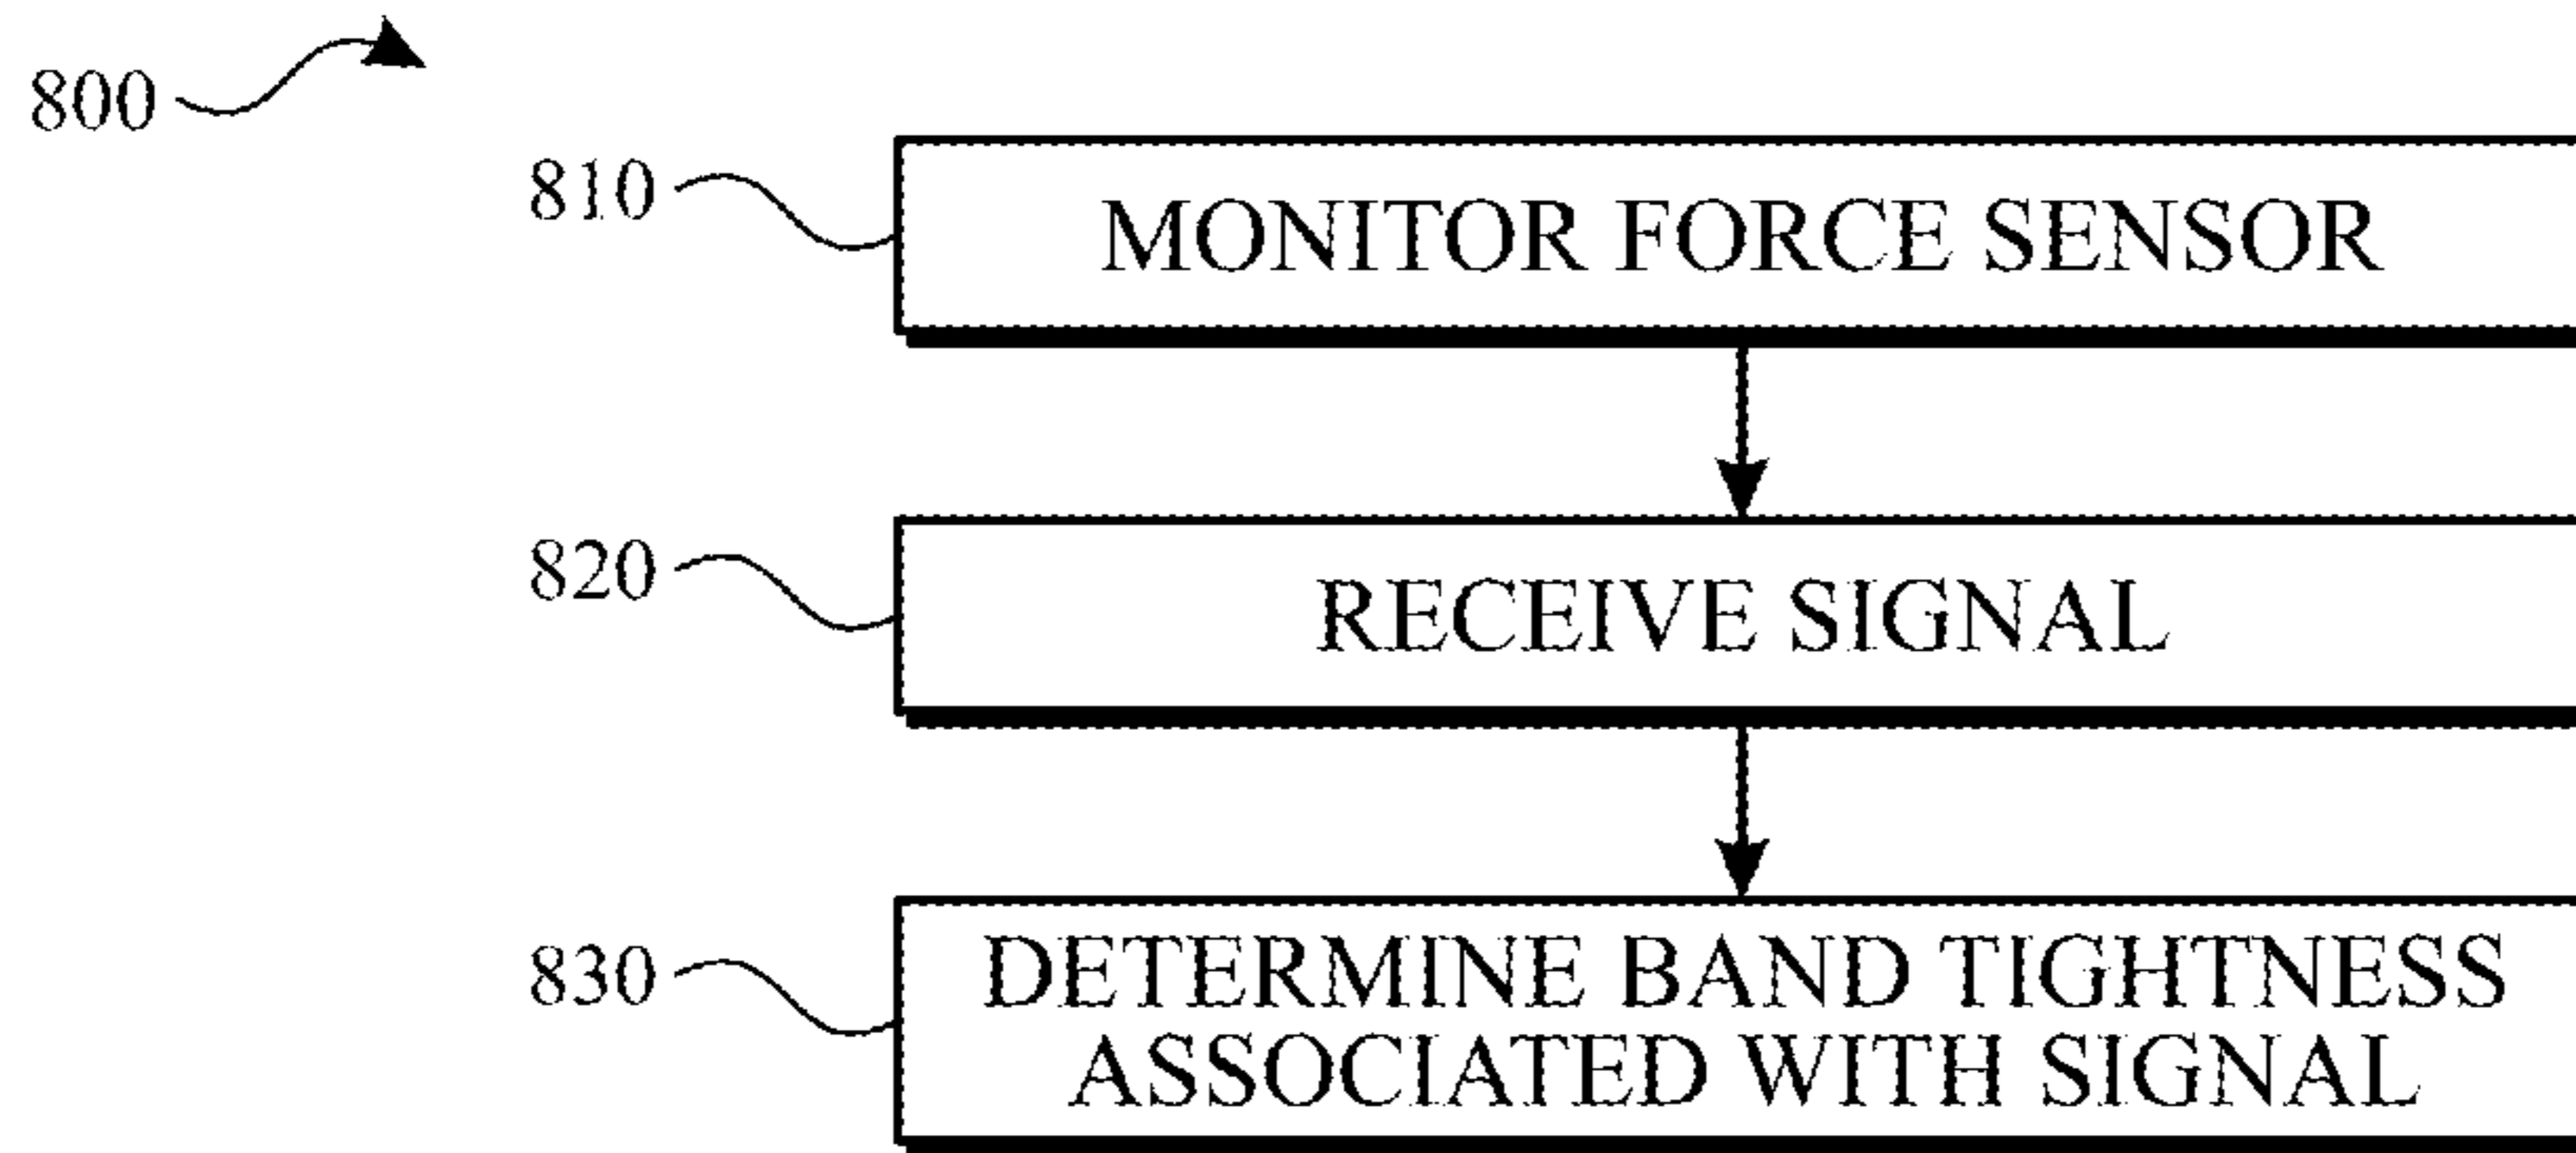 800
810
MONITOR FORCE SENSOR
820
RECEIVE SIGNAL
830
DETERMINE BAND TIGHTNESS
ASSOCIATED WITH SIGNAL